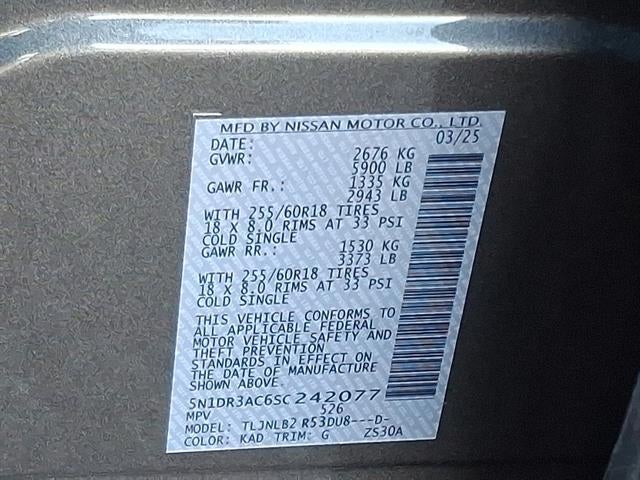 MFD BY NISSAN MOTOR CO., LTD.
DATE: 03/25
GVWR: 2676 KG
5900 LB
GAWR FR.: 1335 KG
2943 LB
WITH 255/60R18 TIRES
18 X 8.0 RIMS AT 33 PSI
COLD SINGLE
GAWR RR.: 1530 KG
3373 LB
WITH 255/60R18 TIRES
18 X 8.0 RIMS AT 33 PSI
COLD SINGLE
THIS VEHICLE CONFORMS TO
ALL APPLICABLE FEDERAL
MOTOR VEHICLE SAFETY AND
THEFT PREVENTION
STANDARDS IN EFFECT ON
THE DATE OF MANUFACTURE
SHOWN ABOVE.
5N1DR3AC6SC242077
MPV 526
MODEL: TLJNLB2 R53DU8---D-
COLOR: KAD TRIM: G ZS30A